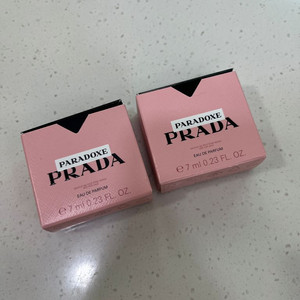 PARADOXE
PRADA
EAU DE PARFUM
℮ 7 ml 0.23 FL. OZ.
PARADOXE
PRADA
EAU DE PARFUM
℮ 7 ml 0.23 FL. OZ.